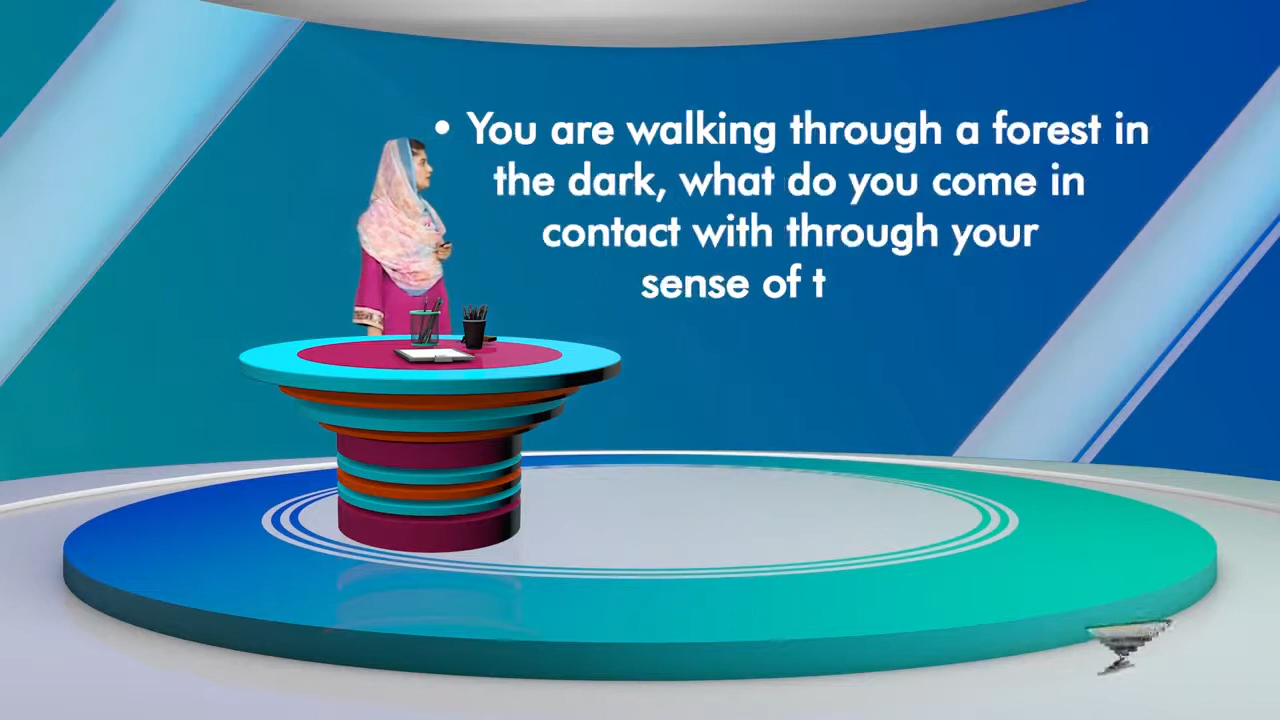 • You are walking through a forest in
the dark, what do you come in
contact with through your
sense of t